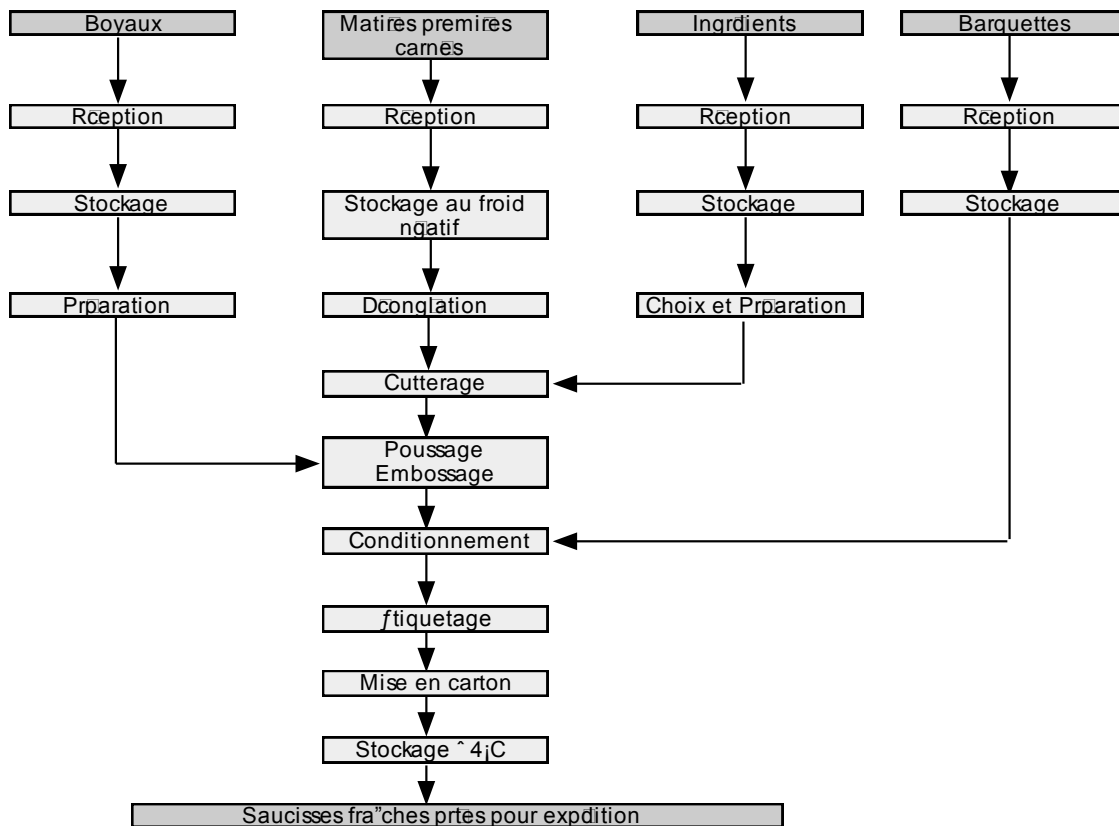 Boyaux
Matires premires
carnes
Ingrdients
Barquettes
Rception
Rception
Rception
Rception
Stockage
Stockage au froid
ngatif
Stockage
Stockage
Prparation
Dconglation
Choix et Prparation
Cutterage
Poussage
Embossage
Conditionnement
ƒtiquetage
Mise en carton
Stockage ˆ 4¡C
Saucisses fra”ches prtes pour expdition